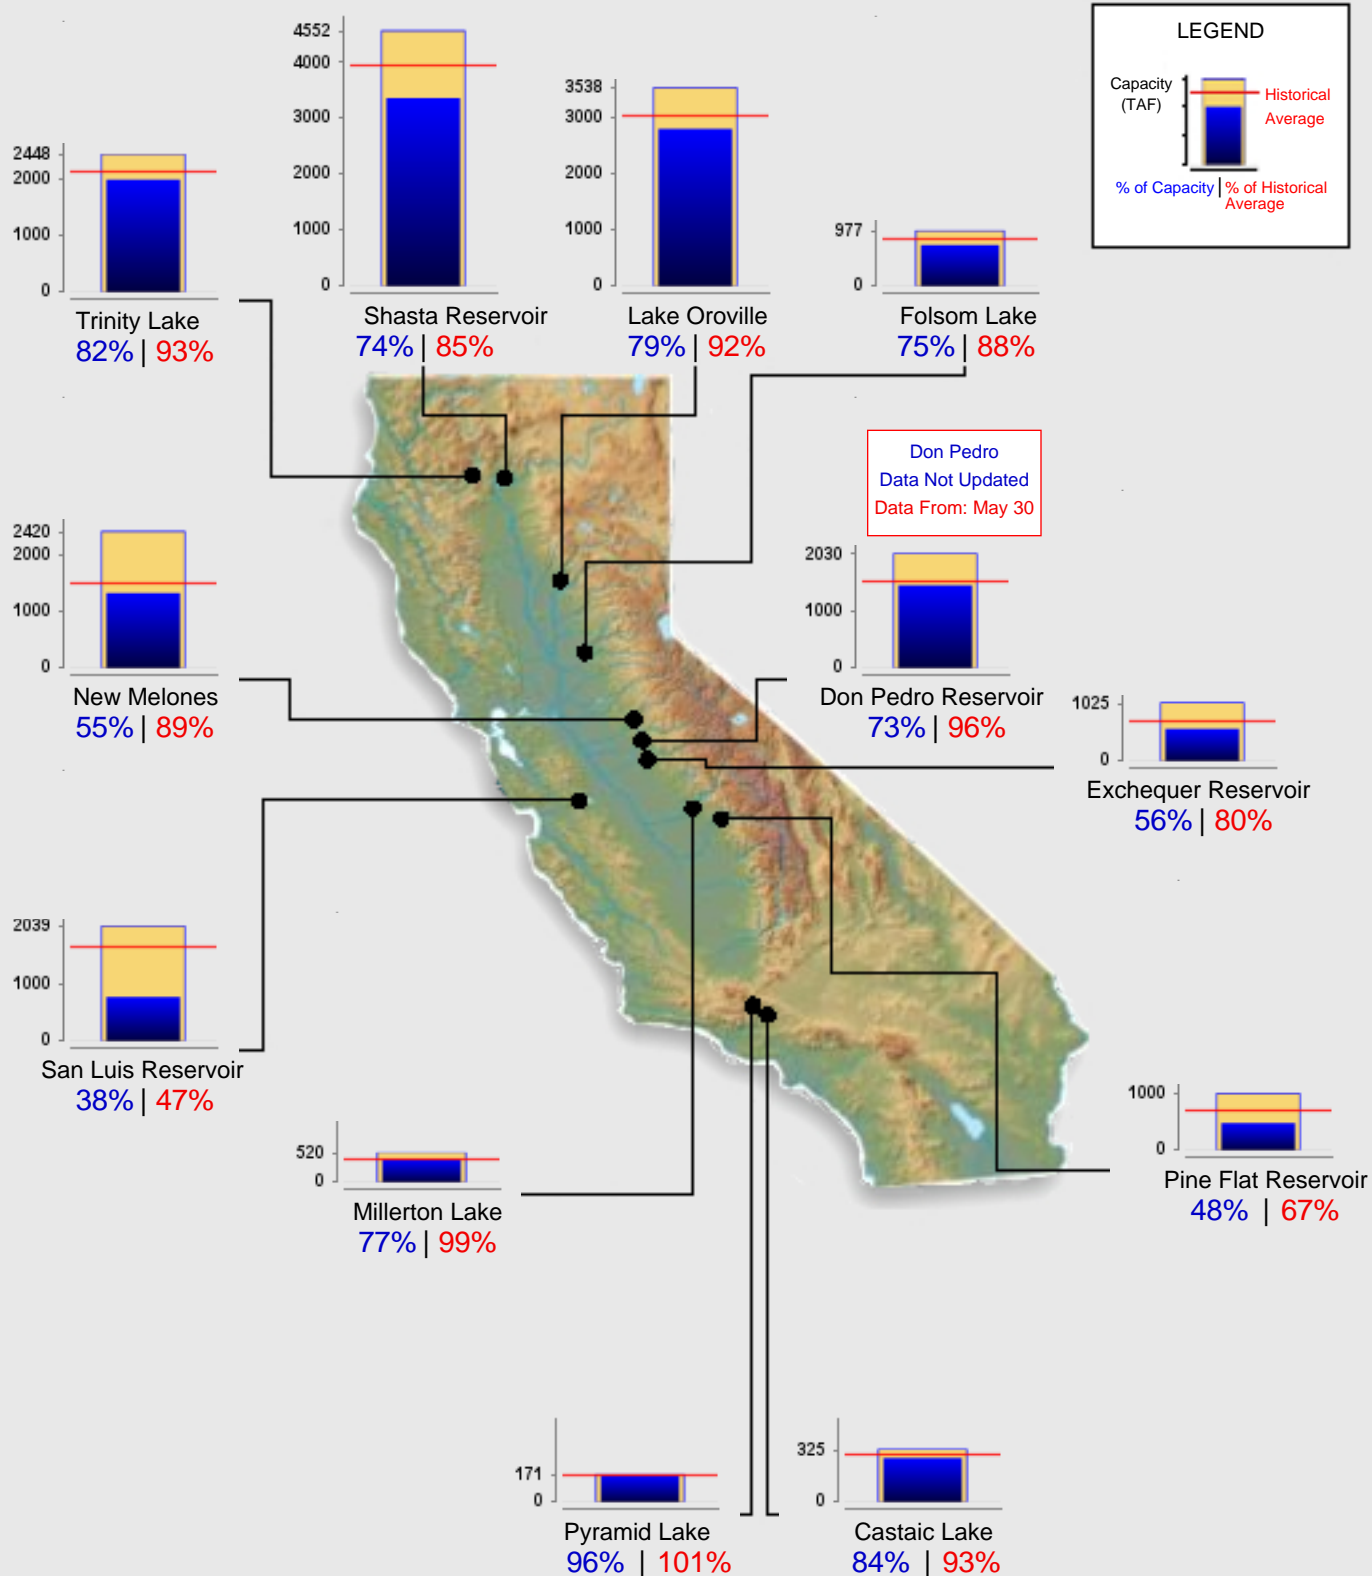 LEGEND
Capacity
(TAF)
Historical
Average
% of Capacity | % of Historical
Average
4552
4000
3000
2000
1000
0
Shasta Reservoir
74% | 85%
3538
3000
2000
1000
0
Lake Oroville
79% | 92%
2448
2000
1000
0
Trinity Lake
82% | 93%
977
0
Folsom Lake
75% | 88%
Don Pedro
Data Not Updated
Data From: May 30
2420
2000
1000
0
New Melones
55% | 89%
2030
1000
0
Don Pedro Reservoir
73% | 96%
1025
0
Exchequer Reservoir
56% | 80%
2039
1000
0
San Luis Reservoir
38% | 47%
520
0
Millerton Lake
77% | 99%
1000
0
Pine Flat Reservoir
48% | 67%
171
0
Pyramid Lake
96% | 101%
325
0
Castaic Lake
84% | 93%